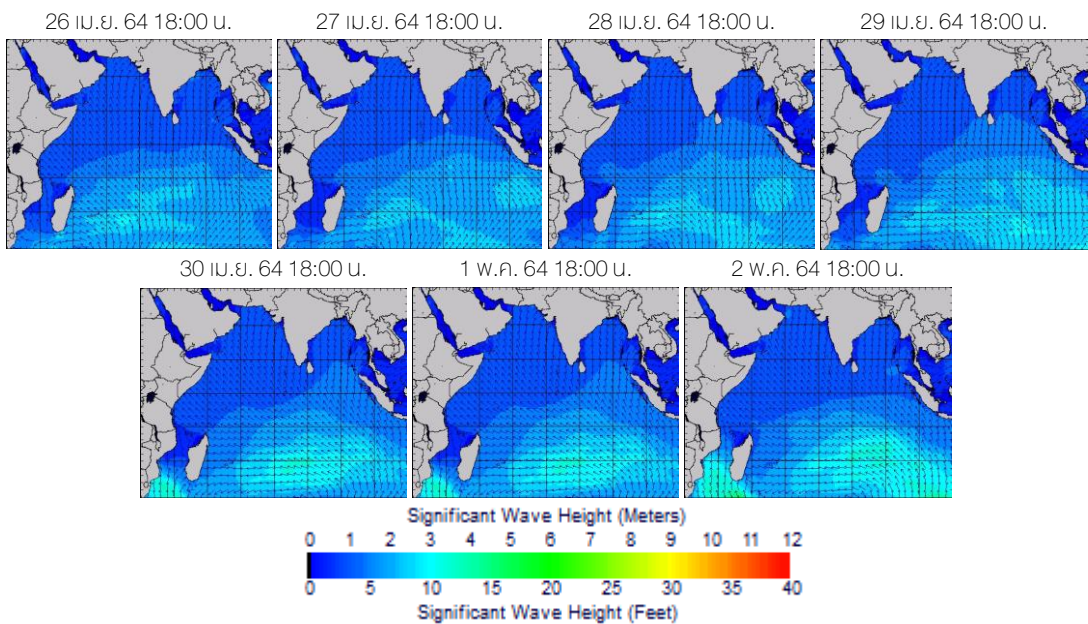 26 เม.ย. 64 18:00 น. 27 เม.ย. 64 18:00 น. 28 เม.ย. 64 18:00 น. 29 เม.ย. 64 18:00 น.
30 เม.ย. 64 18:00 น. 1 พ.ค. 64 18:00 น. 2 พ.ค. 64 18:00 น.
Significant Wave Height (Meters)
0 1 2 3 4 5 6 7 8 9 10 11 12
0 5 10 15 20 25 30 35 40
Significant Wave Height (Feet)